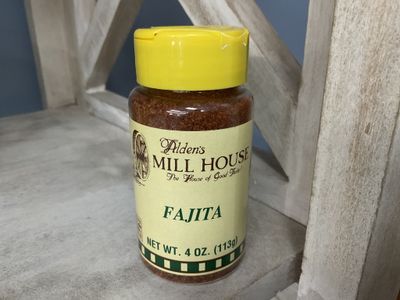 Alden's
MILL HOUSE
The House of Good Taste
FAJITA
NET WT. 4 OZ. (113g)